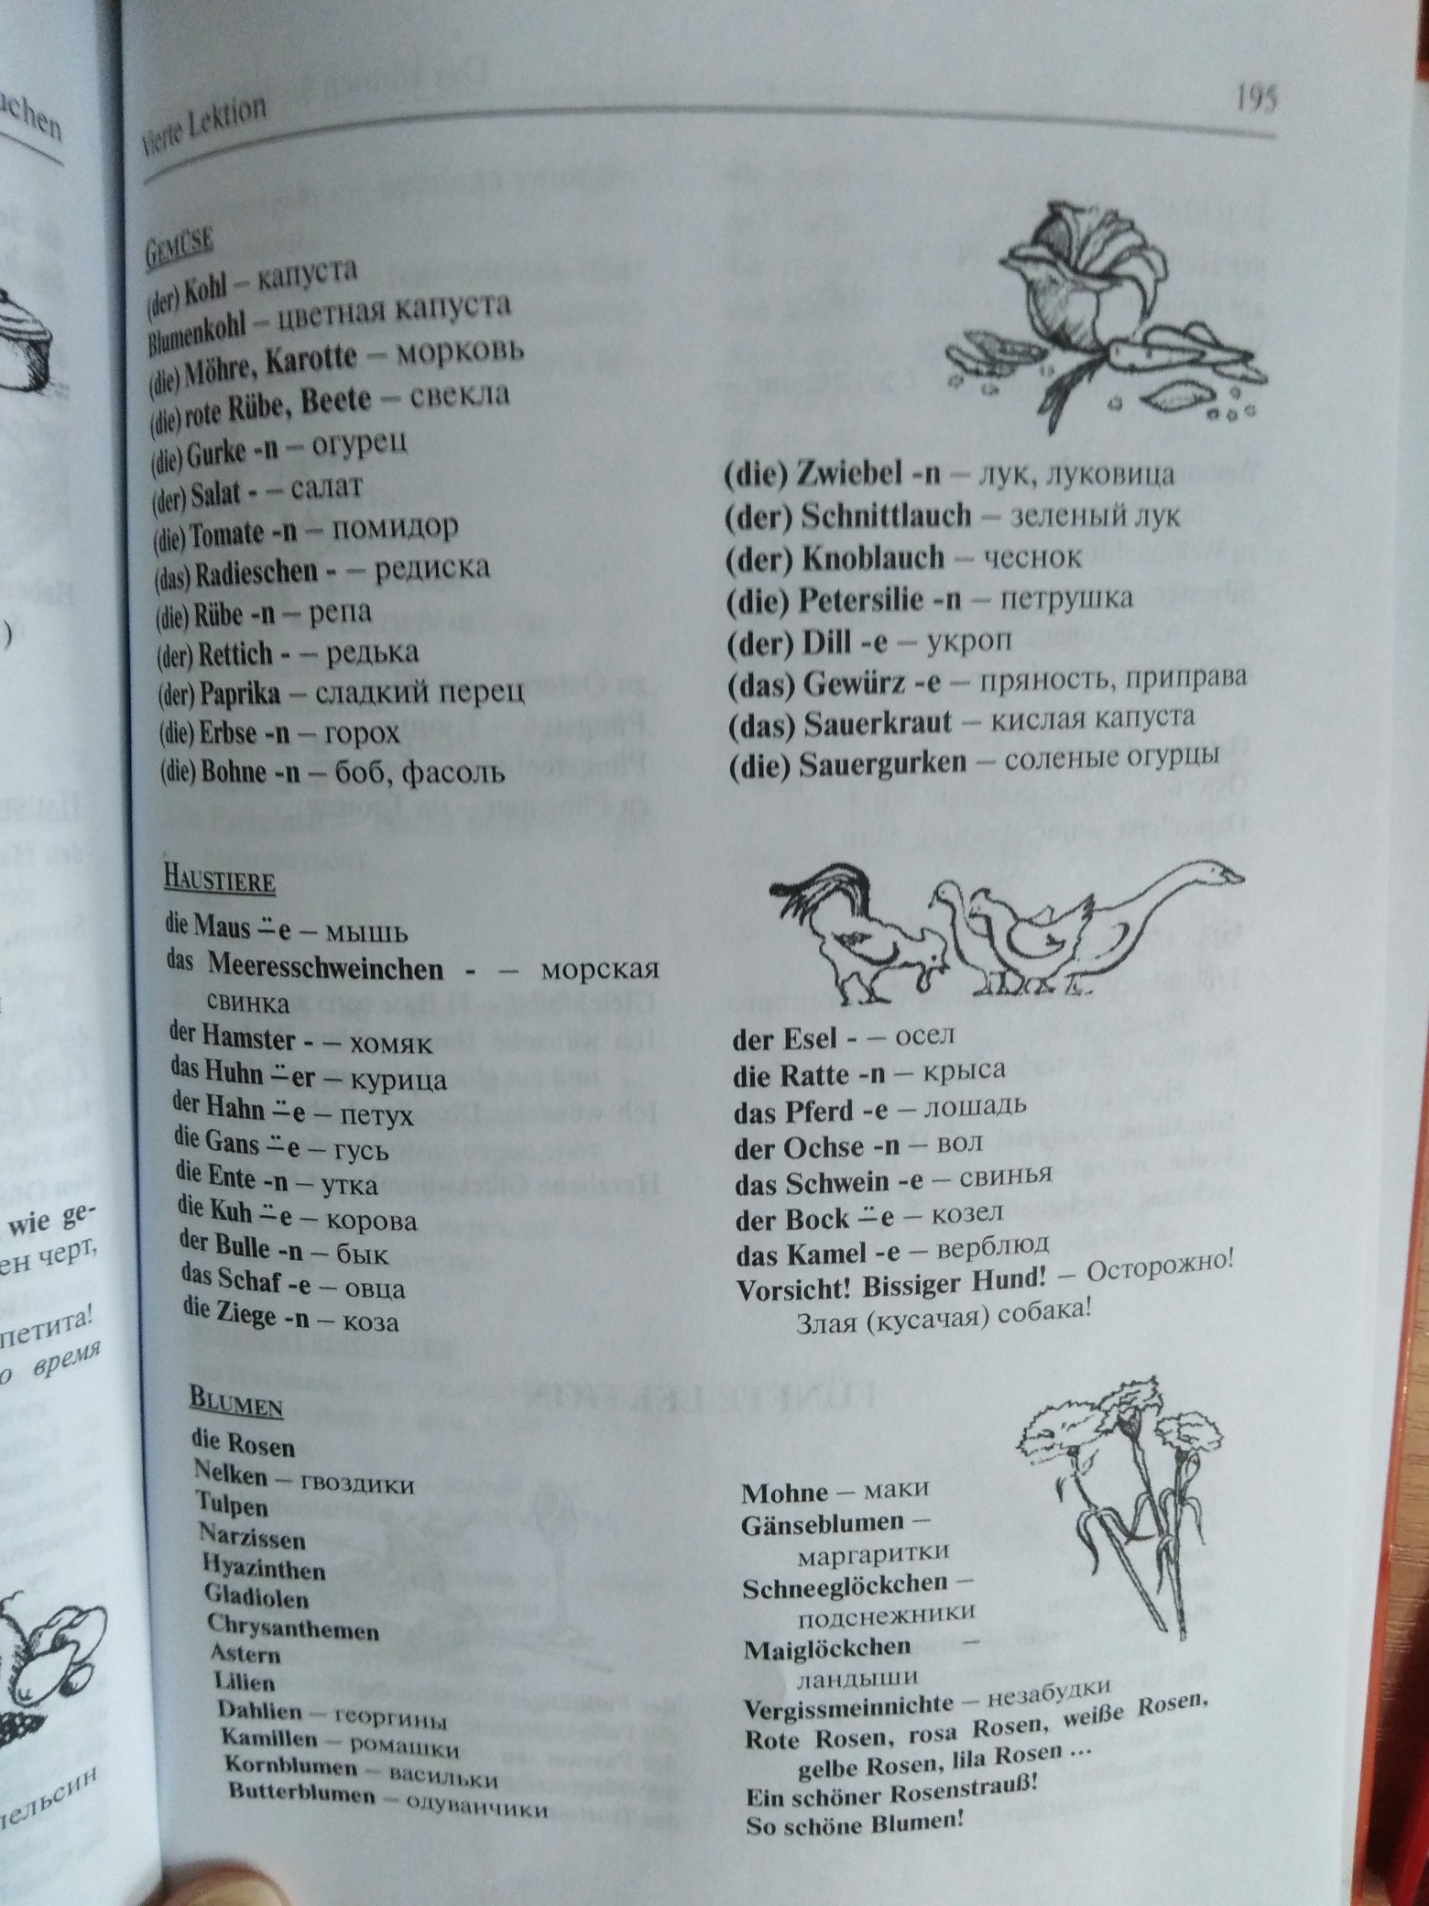 Vierte Lektion
195
GEMÜSE
(der) Kohl – капуста
Blumenkohl – цветная капуста
(die) Möhre, Karotte – морковь
(die) rote Rübe, Beete – свекла
(die) Gurke -n – огурец
(der) Salat - – салат
(die) Tomate -n – помидор
(das) Radieschen - – редиска
(die) Rübe -n – репа
(der) Rettich - – редька
(der) Paprika – сладкий перец
(die) Erbse -n – горох
(die) Bohne -n – боб, фасоль
(die) Zwiebel -n – лук, луковица
(der) Schnittlauch – зеленый лук
(der) Knoblauch – чеснок
(die) Petersilie -n – петрушка
(der) Dill -e – укроп
(das) Gewürz -e – пряность, приправа
(das) Sauerkraut – кислая капуста
(die) Sauergurken – соленые огурцы
HAUSTIERE
die Maus ⸚e – мышь
das Meeresschweinchen - – морская
свинка
der Hamster - – хомяк
das Huhn ⸚er – курица
der Hahn ⸚e – петух
die Gans ⸚e – гусь
die Ente -n – утка
die Kuh ⸚e – корова
der Bulle -n – бык
das Schaf -e – овца
die Ziege -n – коза
der Esel - – осел
die Ratte -n – крыса
das Pferd -e – лошадь
der Ochse -n – вол
das Schwein -e – свинья
der Bock ⸚e – козел
das Kamel -e – верблюд
Vorsicht! Bissiger Hund! – Осторожно!
Злая (кусачая) собака!
BLUMEN
die Rosen
Nelken – гвоздики
Tulpen
Narzissen
Hyazinthen
Gladiolen
Chrysanthemen
Astern
Lilien
Dahlien – георгины
Kamillen – ромашки
Kornblumen – васильки
Butterblumen – одуванчики
Mohne – маки
Gänseblumen –
маргаритки
Schneeglöckchen –
подснежники
Maiglöckchen –
ландыши
Vergissmeinnichte – незабудки
Rote Rosen, rosa Rosen, weiße Rosen,
gelbe Rosen, lila Rosen ...
Ein schöner Rosenstrauß!
So schöne Blumen!
wie ge-
черт,
время